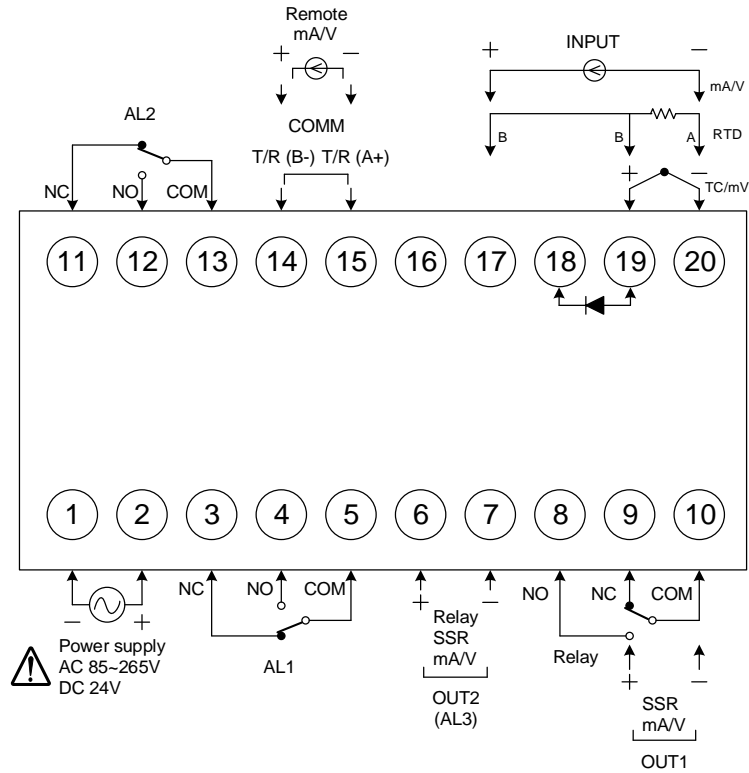 Remote
mA/V
+ −
INPUT
+ −
mA/V
AL2
COMM
B B A RTD
T/R (B-) T/R (A+)
+ − TC/mV
NC NO COM
11 12 13 14 15 16 17 18 19 20
1 2 3 4 5 6 7 8 9 10
− +
NC NO COM
+ −
NO NC COM
Power supply
AC 85~265V
DC 24V
AL1
Relay
SSR
mA/V
OUT2
(AL3)
Relay
+ −
SSR
mA/V
OUT1